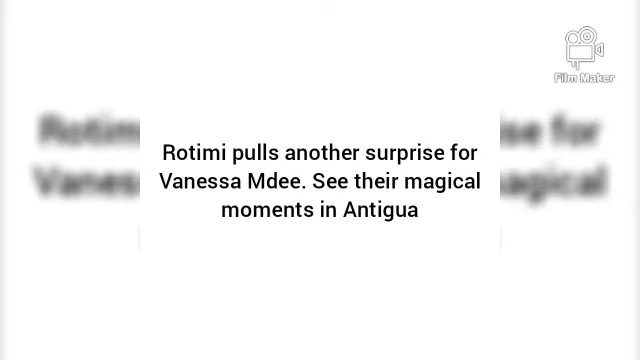 Film Maker
Rotimi pulls another surprise for
Vanessa Mdee. See their magical
moments in Antigua